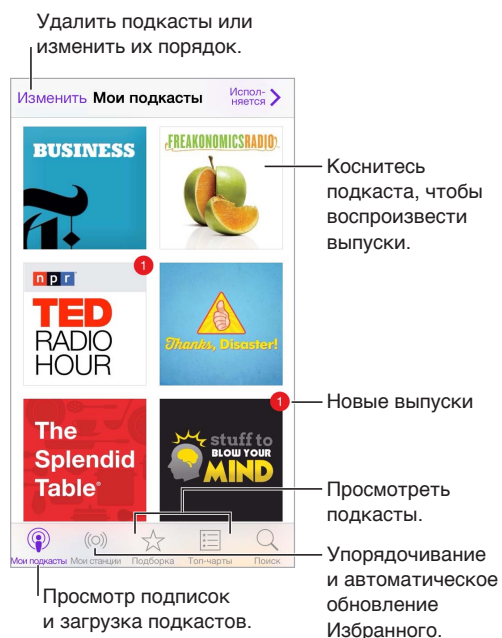 Удалить подкасты или
изменить их порядок.
Изменить Мои подкасты Испол-
няется
BUSINESS
FREAKONOMICSRADIO
Коснитесь
подкаста, чтобы
воспроизвести
выпуски.
npr
1
TED
RADIO
HOUR
Thanks, Disaster!
1
Новые выпуски
The
Splendid
Table
stuff to
BLOW YOUR
MIND
Просмотреть
подкасты.
Мои подкасты Мои станции Подборка Топ-чарты Поиск
Упорядочивание
и автоматическое
обновление
Избранного.
Просмотр подписок
и загрузка подкастов.